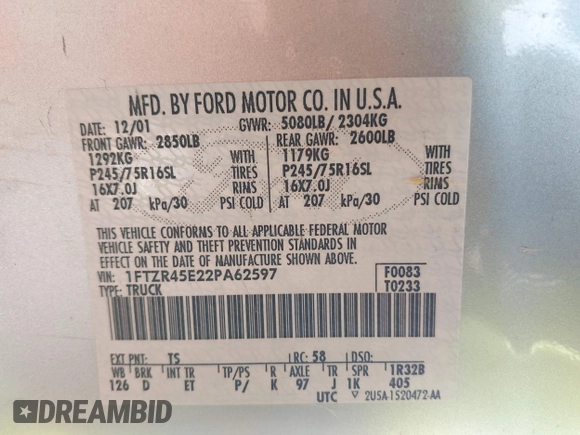 MFD. BY FORD MOTOR CO. IN U.S.A.
DATE: 12/01 GVWR: 5080LB/ 2304KG
FRONT GAWR: 2850LB REAR GAWR: 2600LB
1292KG WITH 1179KG WITH
P245/75R16SL TIRES P245/75R16SL TIRES
16X7.0J RIMS 16X7.0J RIMS
AT 207 kPa/30 PSI COLD AT 207 kPa/30 PSI COLD
THIS VEHICLE CONFORMS TO ALL APPLICABLE FEDERAL MOTOR
VEHICLE SAFETY AND THEFT PREVENTION STANDARDS IN
EFFECT ON THE DATE OF MANUFACTURE SHOWN ABOVE.
VIN: 1FTZR45E22PA62597 F0083
TYPE: TRUCK T0233
EXT PNT: TS RC: 58 DSO:
WB BRK INT TR TP/PS R AXLE TR SPR 1R32B
126 D ET P/ K 97 J 1K 405
UTC ▽ 2USA-1520472-AA
DREAMBID